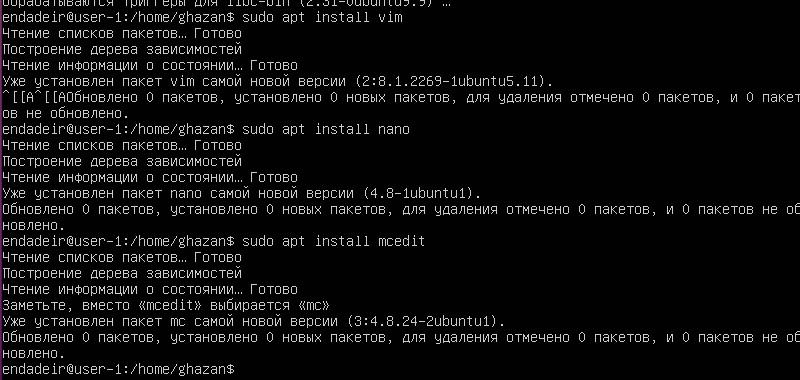 Обрабатываются триггеры для libc-bin (2.31-0ubuntu9.9) …
endadeir@user-1:/home/ghazan$ sudo apt install vim
Чтение списков пакетов… Готово
Построение дерева зависимостей
Чтение информации о состоянии… Готово
Уже установлен пакет vim самой новой версии (2:8.1.2269-1ubuntu5.11).
^[[A^[[AОбновлено 0 пакетов, установлено 0 новых пакетов, для удаления отмечено 0 пакетов, и 0 пакет
ов не обновлено.
endadeir@user-1:/home/ghazan$ sudo apt install nano
Чтение списков пакетов… Готово
Построение дерева зависимостей
Чтение информации о состоянии… Готово
Уже установлен пакет nano самой новой версии (4.8-1ubuntu1).
Обновлено 0 пакетов, установлено 0 новых пакетов, для удаления отмечено 0 пакетов, и 0 пакетов не об
новлено.
endadeir@user-1:/home/ghazan$ sudo apt install mcedit
Чтение списков пакетов… Готово
Построение дерева зависимостей
Чтение информации о состоянии… Готово
Заметьте, вместо «mcedit» выбирается «mc»
Уже установлен пакет mc самой новой версии (3:4.8.24-2ubuntu1).
Обновлено 0 пакетов, установлено 0 новых пакетов, для удаления отмечено 0 пакетов, и 0 пакетов не об
новлено.
endadeir@user-1:/home/ghazan$